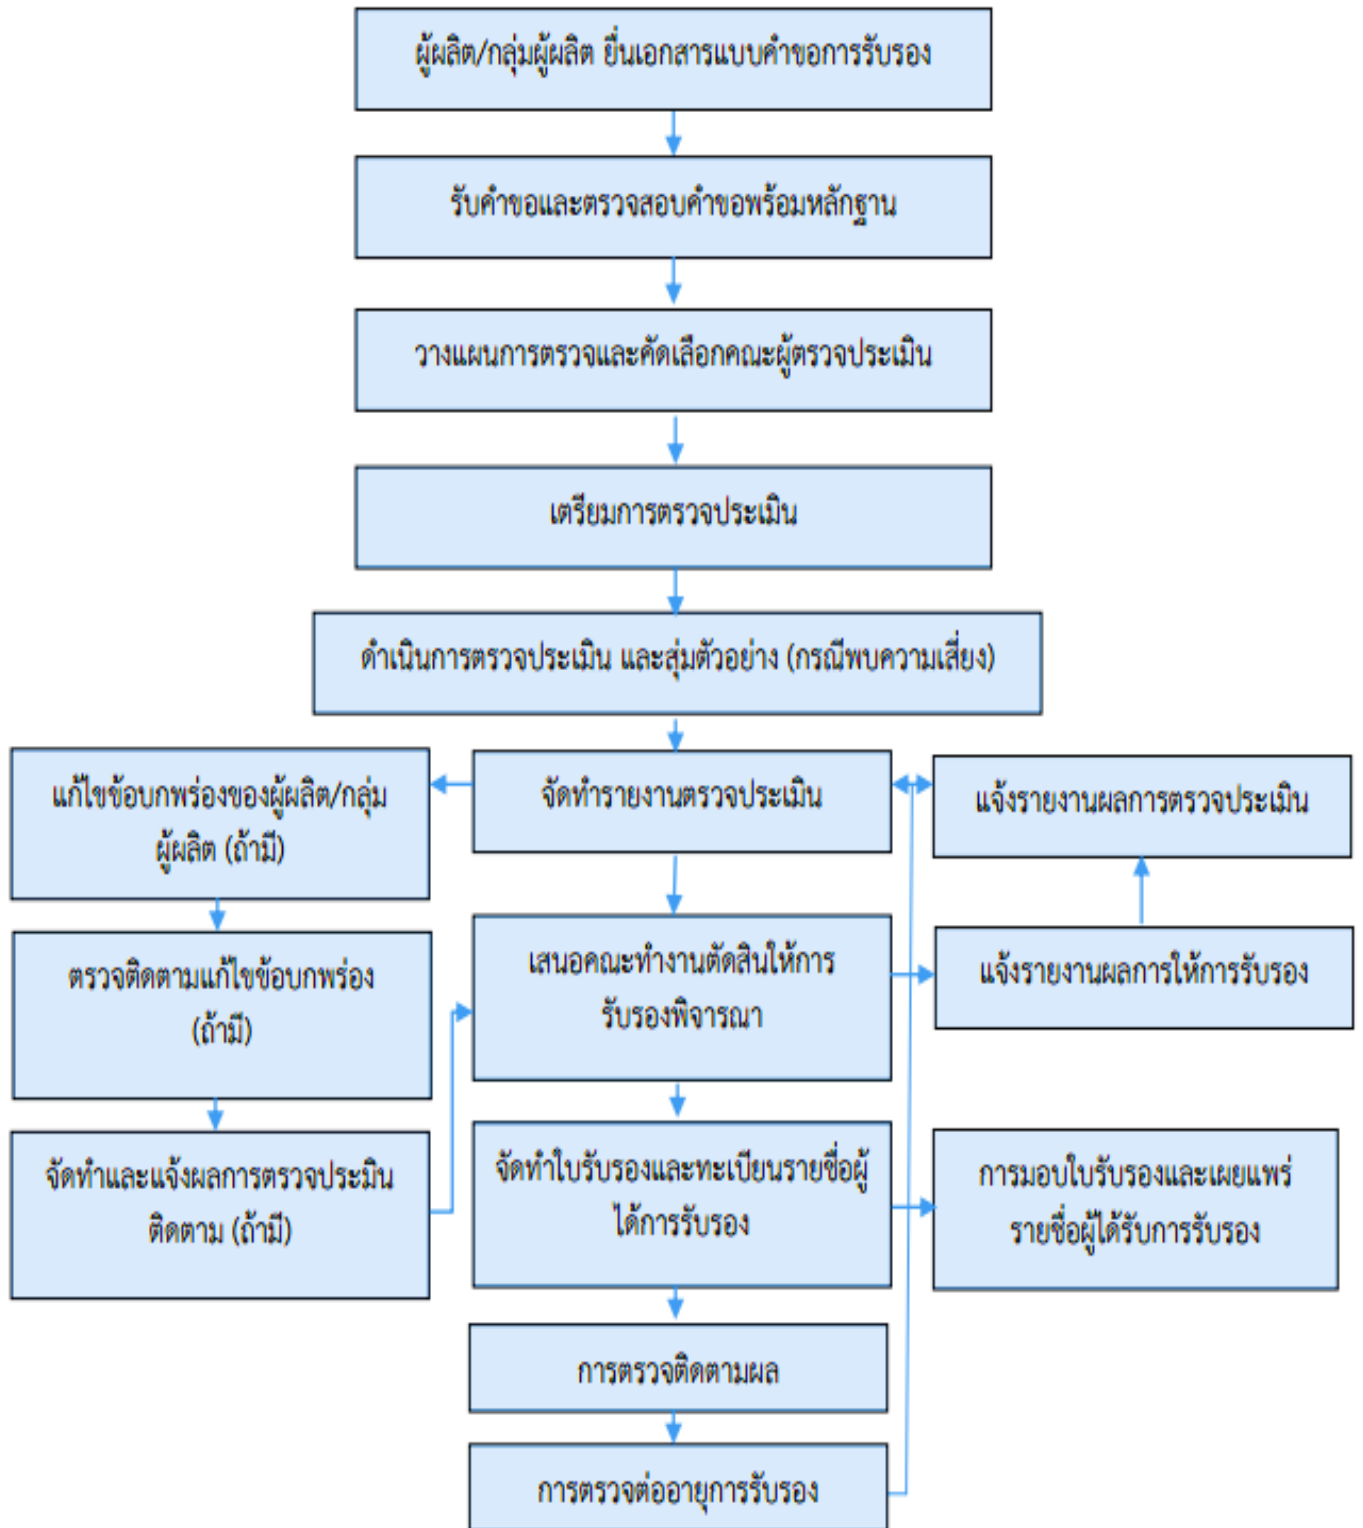 ผู้ผลิต/กลุ่มผู้ผลิต ยื่นเอกสารแบบคำขอการรับรอง
รับคำขอและตรวจสอบคำขอพร้อมหลักฐาน
วางแผนการตรวจและคัดเลือกคณะผู้ตรวจประเมิน
เตรียมการตรวจประเมิน
ดำเนินการตรวจประเมิน และสุ่มตัวอย่าง (กรณีพบความเสี่ยง)
จัดทำรายงานตรวจประเมิน
แจ้งรายงานผลการตรวจประเมิน
แก้ไขข้อบกพร่องของผู้ผลิต/กลุ่ม
ผู้ผลิต (ถ้ามี)
ตรวจติดตามแก้ไขข้อบกพร่อง
(ถ้ามี)
จัดทำและแจ้งผลการตรวจประมิน
ติดตาม (ถ้ามี)
เสนอคณะทำงานตัดสินให้การ
รับรองพิจารณา
แจ้งรายงานผลการให้การรับรอง
จัดทำใบรับรองและทะเบียนรายชื่อผู้
ได้การรับรอง
การมอบใบรับรองและเผยแพร่
รายชื่อผู้ได้รับการรับรอง
การตรวจติดตามผล
การตรวจต่ออายุการรับรอง